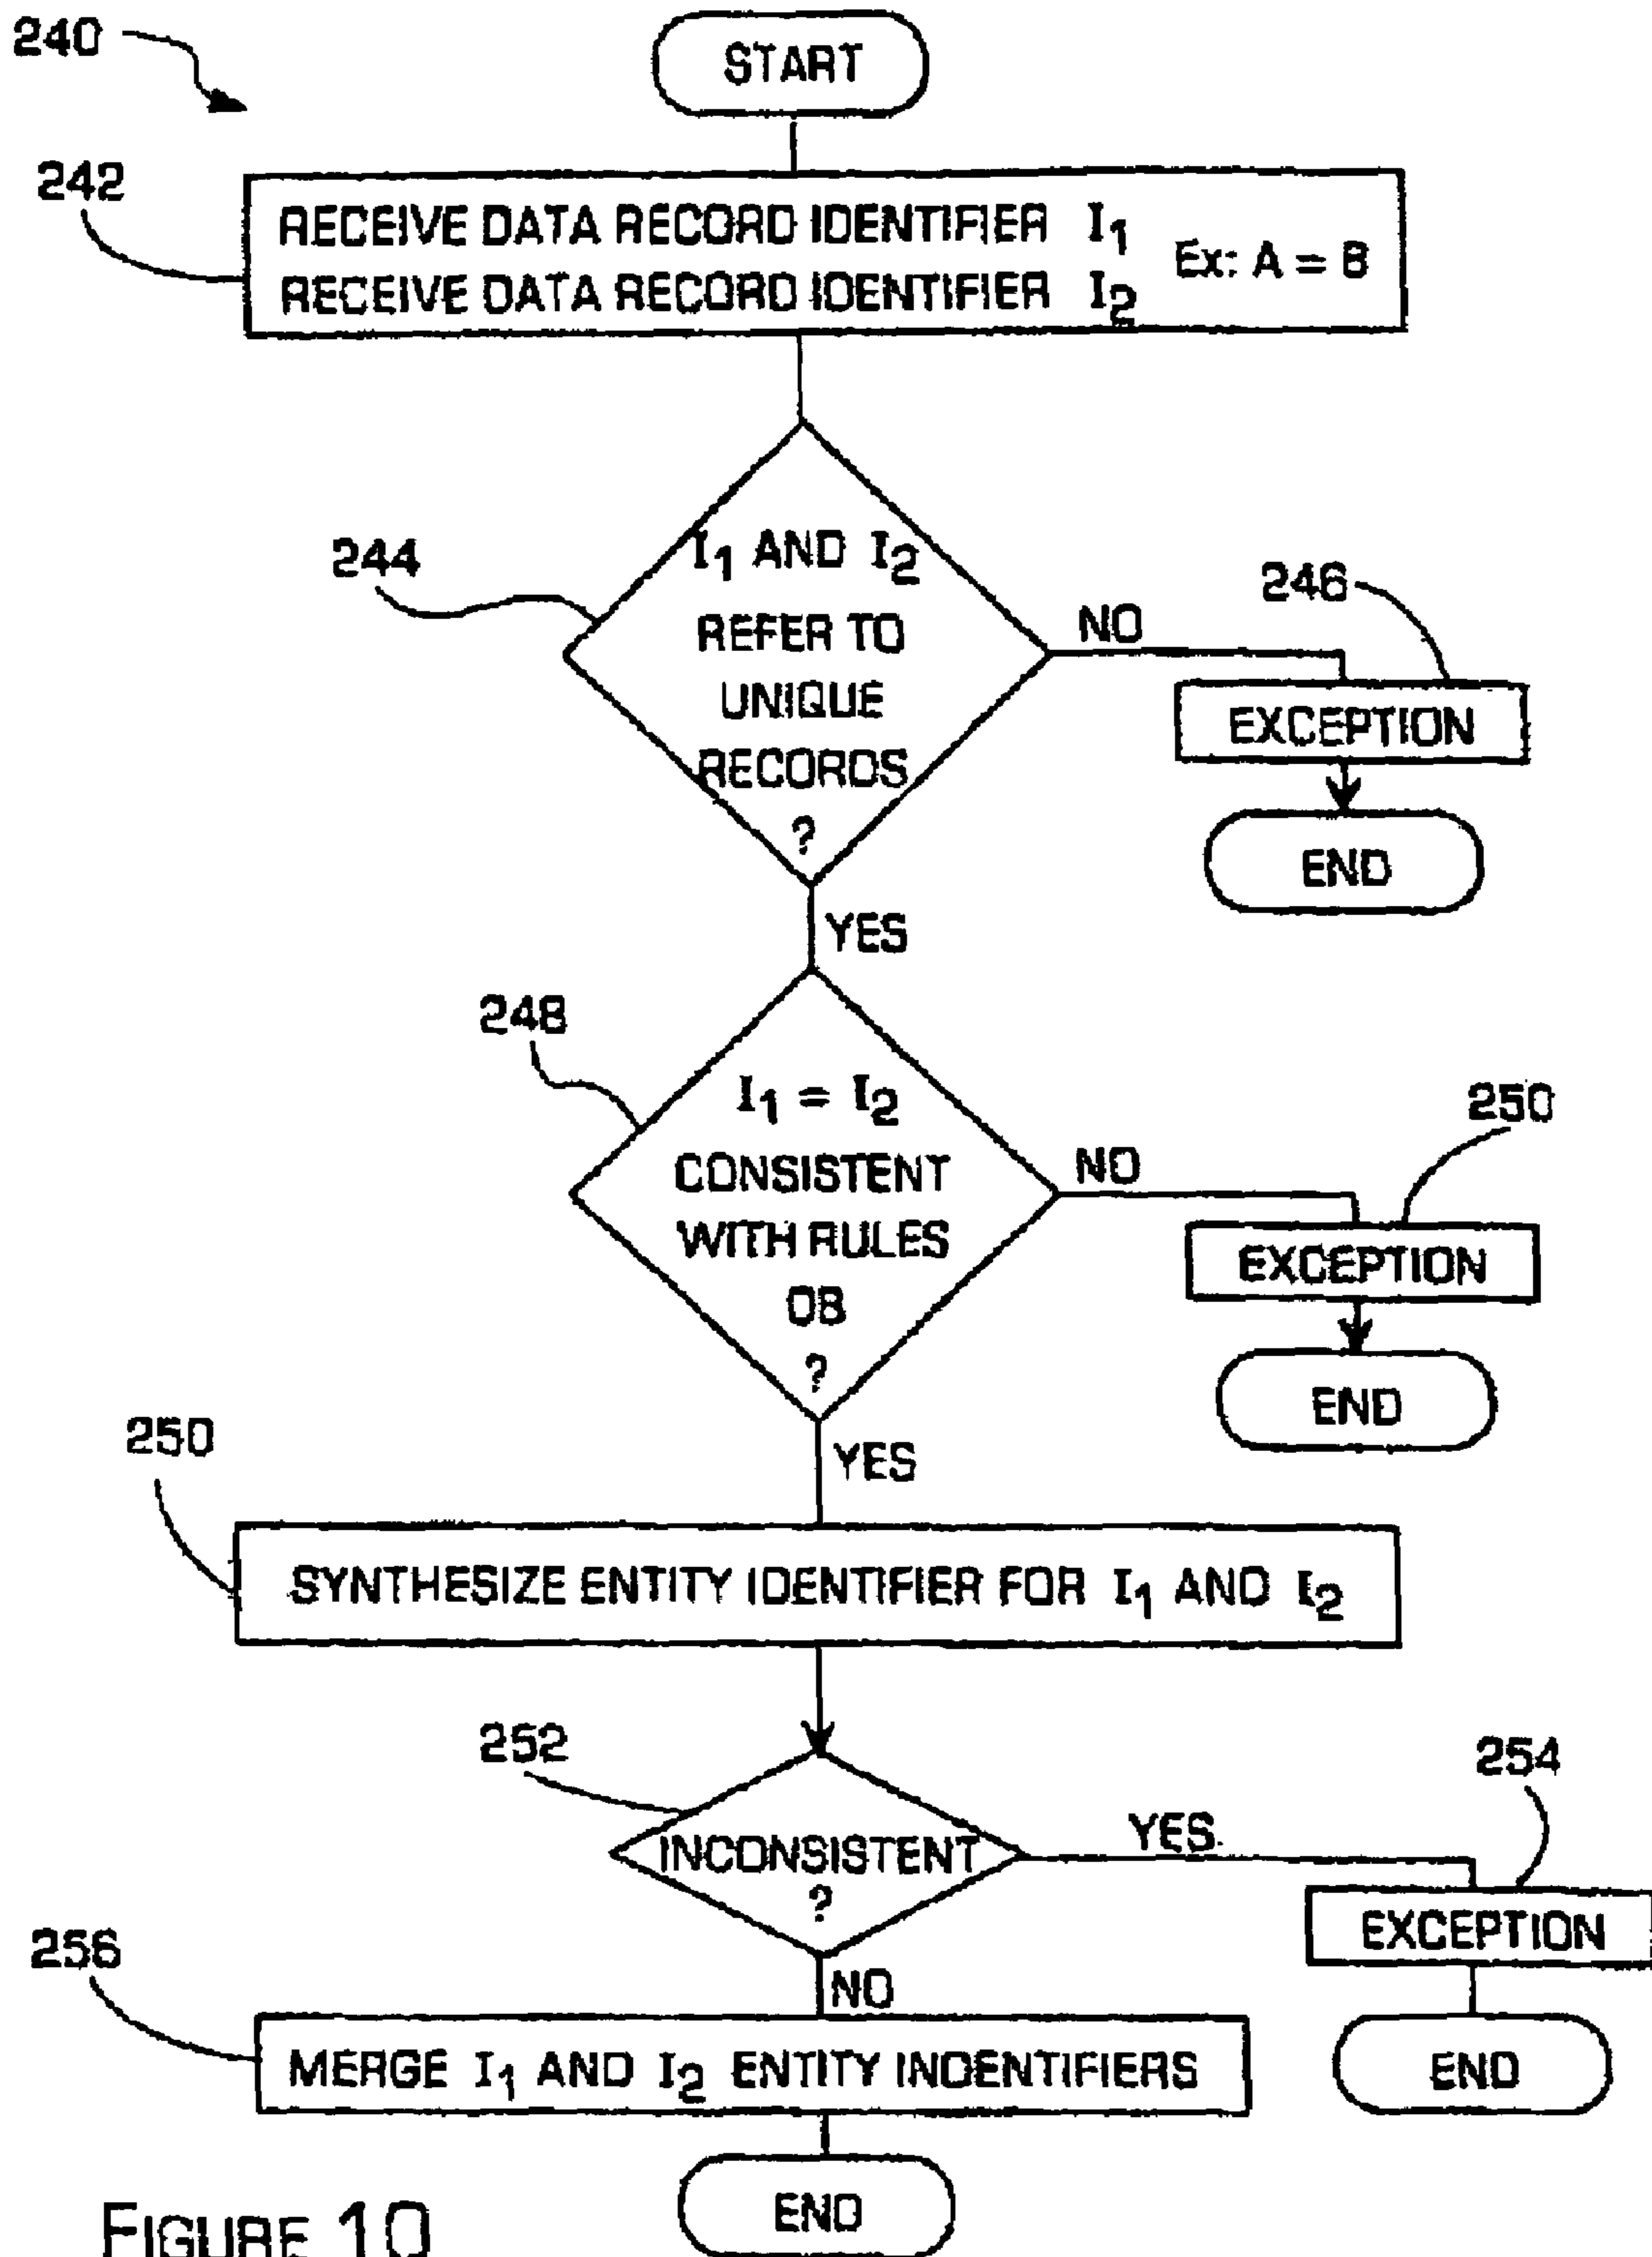 240
START
242
RECEIVE DATA RECORD IDENTIFIER I1
RECEIVE DATA RECORD IDENTIFIER I2
Ex: A = B
244
I1 AND I2
REFER TO
UNIQUE
RECORDS
?
NO
246
EXCEPTION
END
YES
248
I1 = I2
CONSISTENT
WITH RULES
DB
?
NO
250
EXCEPTION
END
YES
250
SYNTHESIZE ENTITY IDENTIFIER FOR I1 AND I2
252
INCONSISTENT
?
YES
254
EXCEPTION
END
NO
256
MERGE I1 AND I2 ENTITY INDENTIFIERS
END
FIGURE 10